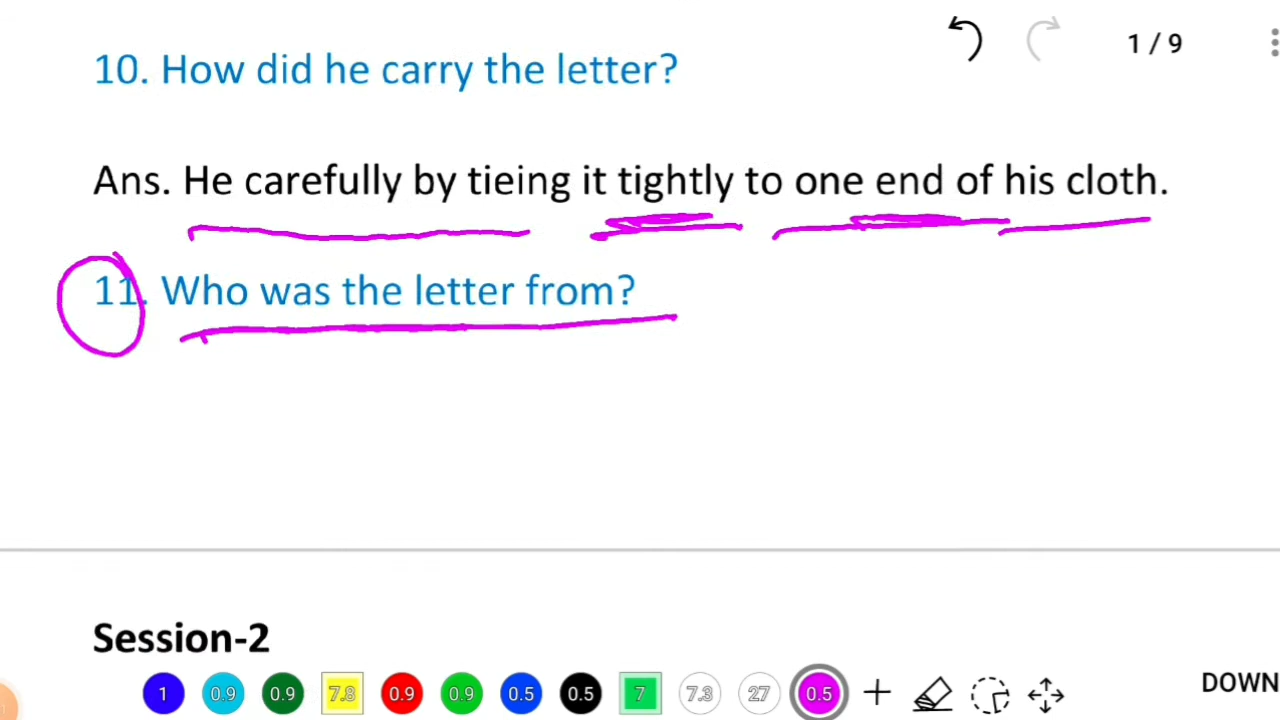 1 / 9
10. How did he carry the letter?
Ans. He carefully by tieing it tightly to one end of his cloth.
11. Who was the letter from?
Session-2
1 0.9 0.9 7.8 0.9 0.9 0.5 0.5 7 7.3 27 0.5
DOWN